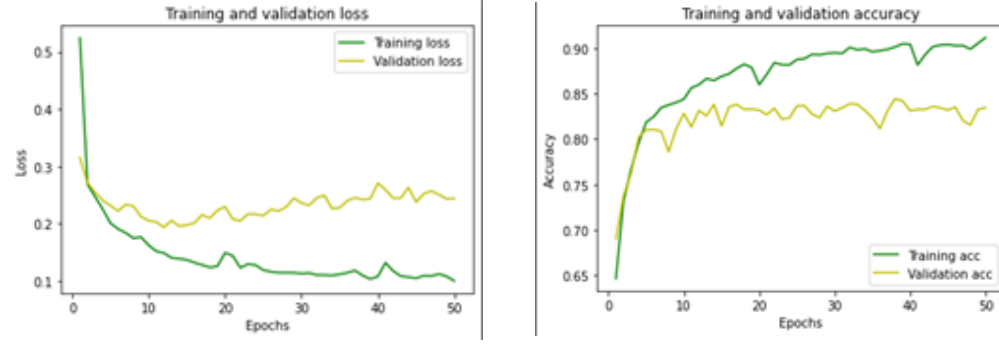 Training and validation loss
0.5
0.4
0.3
0.2
0.1
Loss
Training loss
Validation loss
0
10
20
30
40
50
Epochs
Training and validation accuracy
0.90
0.85
0.80
0.75
0.70
0.65
Accuracy
Training acc
Validation acc
0
10
20
30
40
50
Epochs